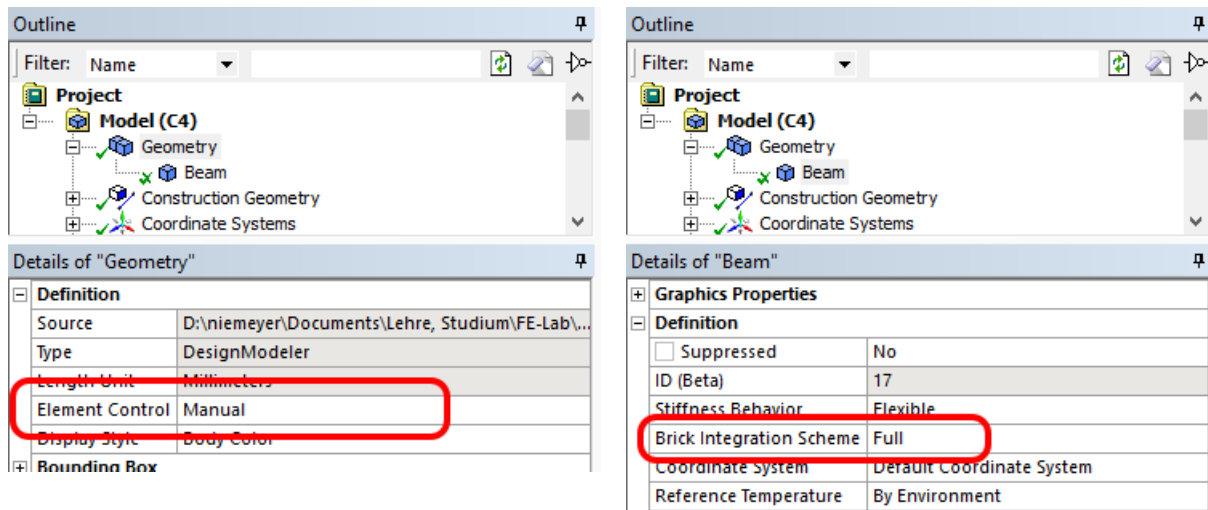 Outline
Filter: Name
Project
Model (C4)
Geometry
Beam
Construction Geometry
Coordinate Systems
Details of "Geometry"
Definition
Source D:\niemeyer\Documents\Lehre, Studium\FE-Lab\...
Type DesignModeler
Length Unit Millimeters
Element Control Manual
Display Style Body Color
Bounding Box
Outline
Filter: Name
Project
Model (C4)
Geometry
Beam
Construction Geometry
Coordinate Systems
Details of "Beam"
Graphics Properties
Definition
Suppressed No
ID (Beta) 17
Stiffness Behavior Flexible
Brick Integration Scheme Full
Coordinate System Default Coordinate System
Reference Temperature By Environment